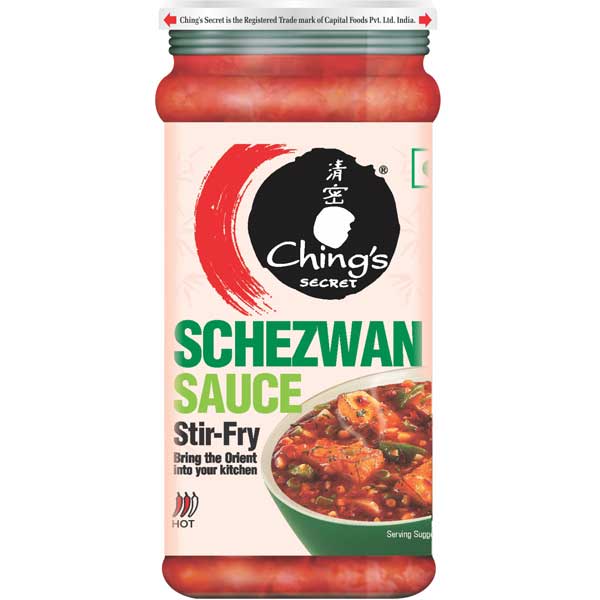 Ching's Secret is the Registered Trade mark of Capital Foods Pvt. Ltd. India.
清
密
®
Ching's
SECRET
SCHEZWAN
SAUCE
Stir-Fry
Bring the Orient
into your kitchen
HOT
Serving Sugge